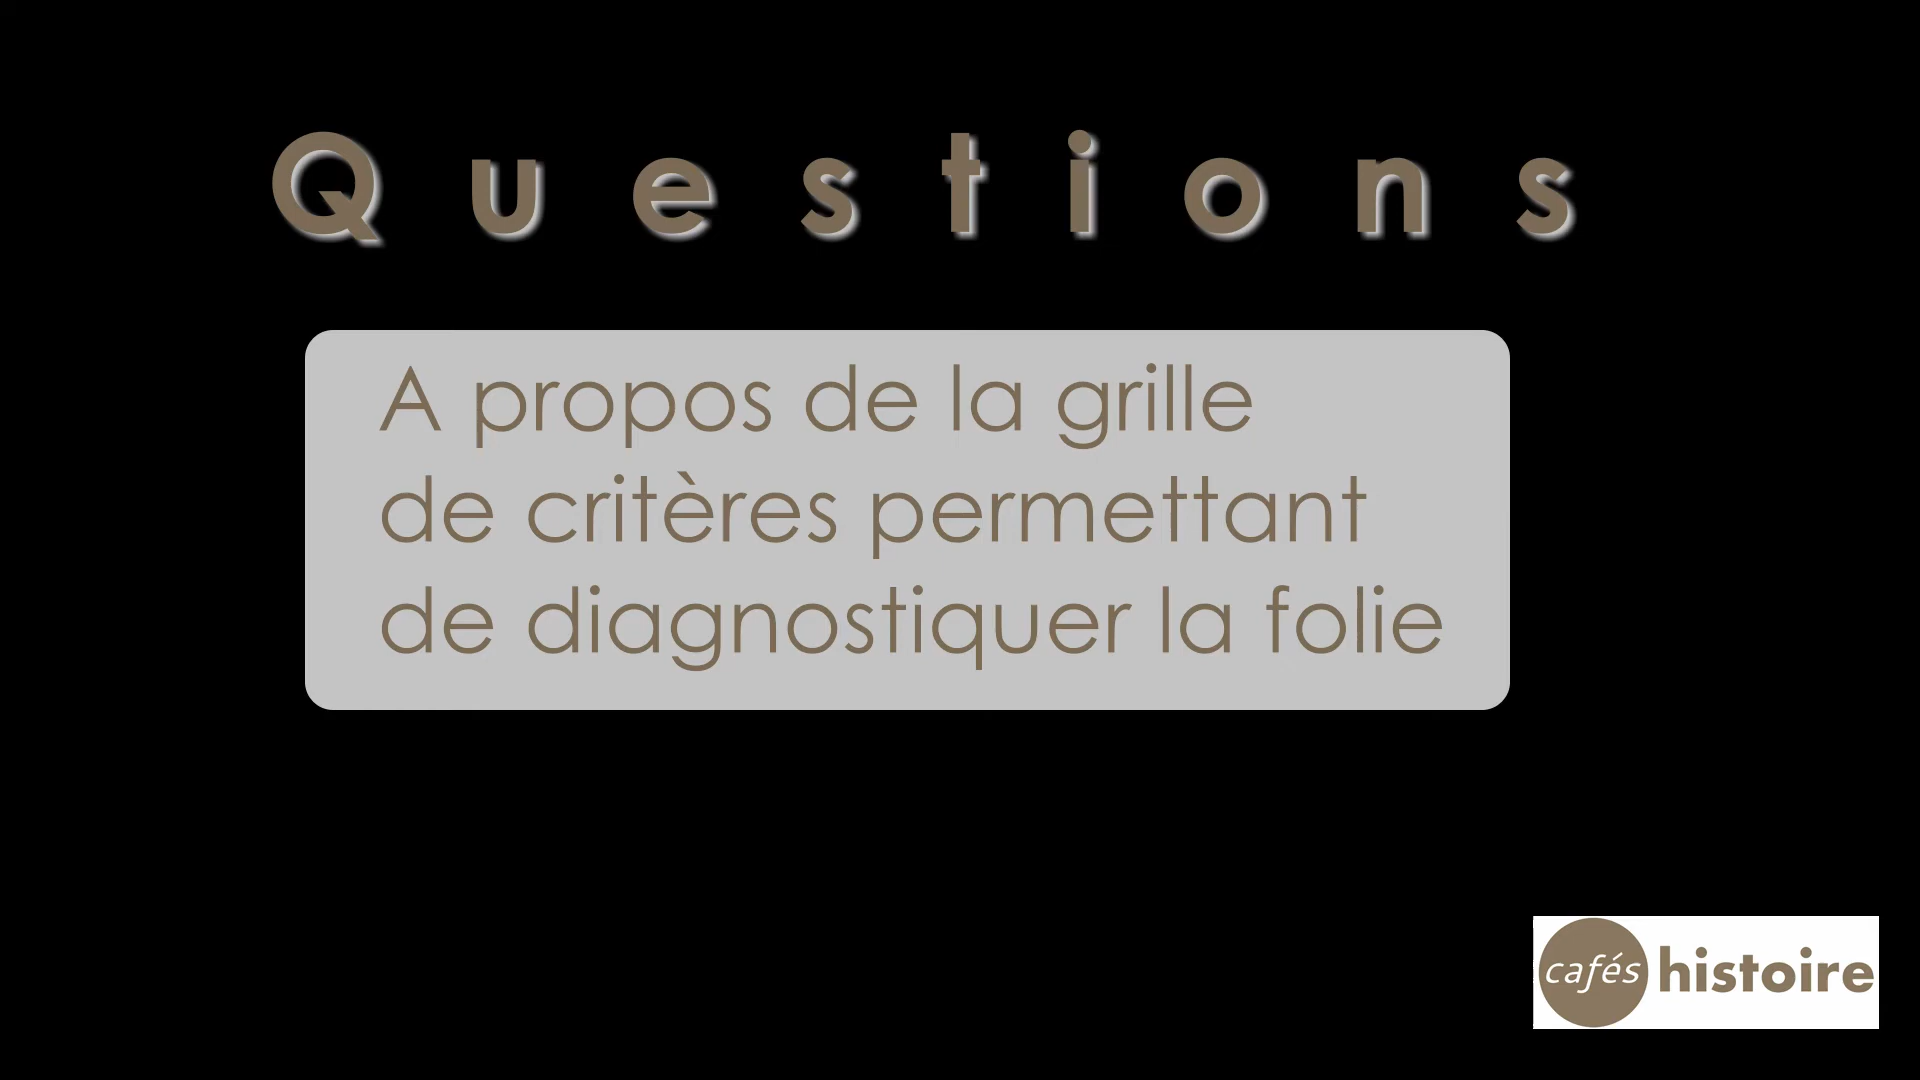 Questions
A propos de la grille
de critères permettant
de diagnostiquer la folie
cafés histoire